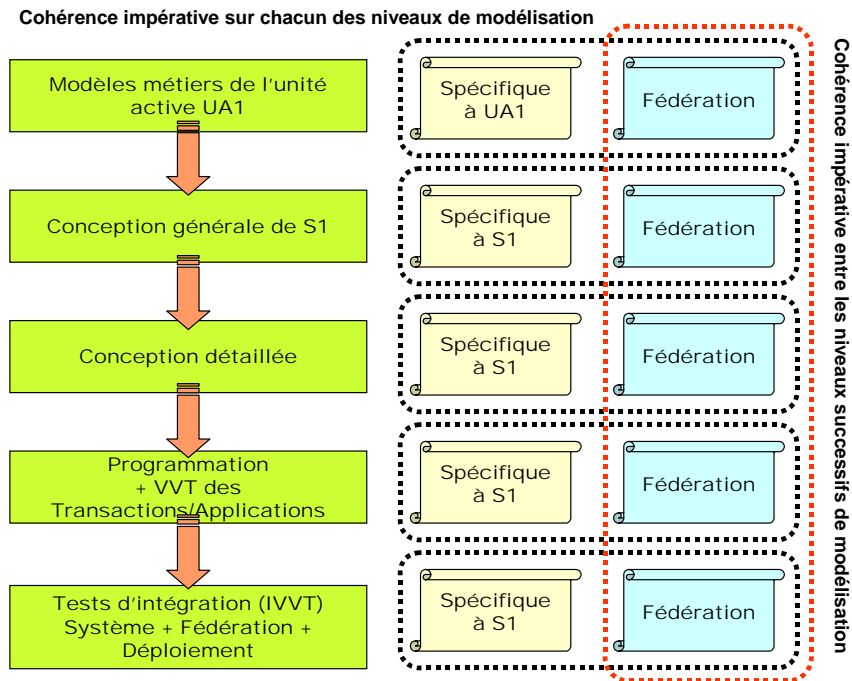 Cohérence impérative sur chacun des niveaux de modélisation
Modèles métiers de l'unité
active UA1
Spécifique
à UA1
Fédération
Conception générale de S1
Spécifique
à S1
Fédération
Conception détaillée
Spécifique
à S1
Fédération
Programmation
+ VVT des
Transactions/Applications
Spécifique
à S1
Fédération
Tests d'intégration (IVVT)
Système + Fédération +
Déploiement
Spécifique
à S1
Fédération
Cohérence impérative entre les niveaux successifs de modélisation